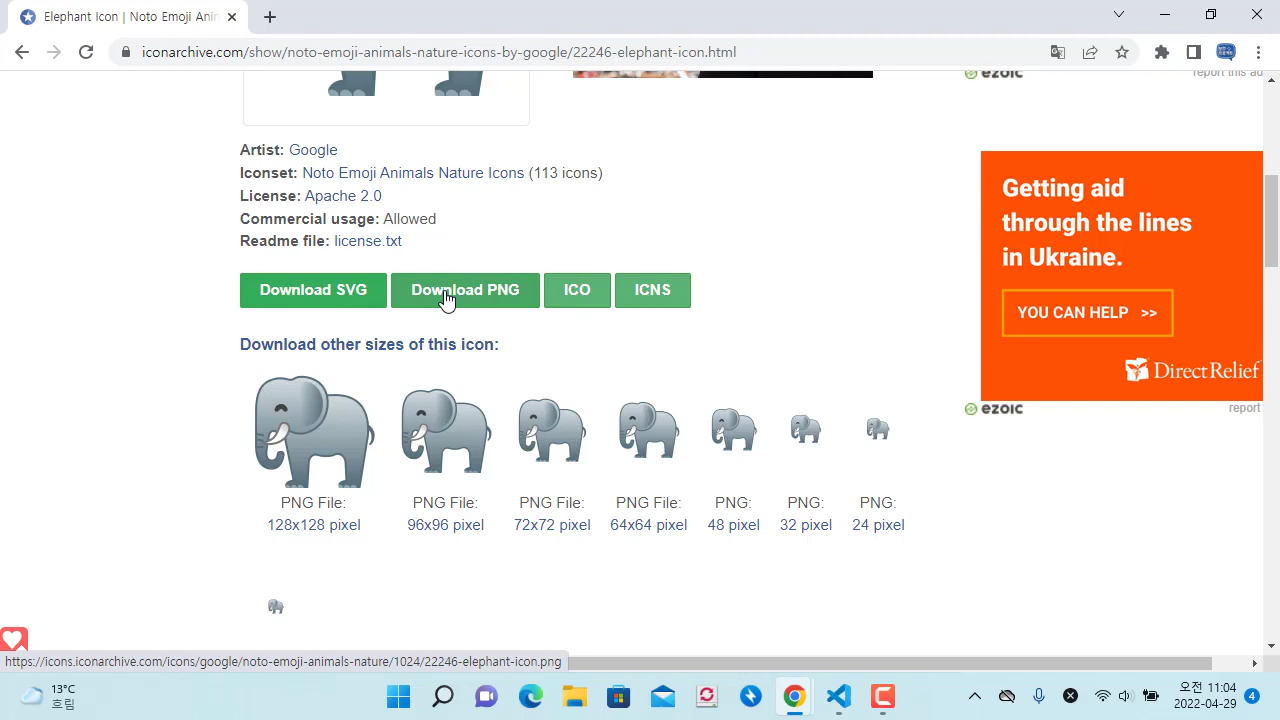 Elephant Icon | Noto Emoji Anin
iconarchive.com/show/noto-emoji-animals-nature-icons-by-google/22246-elephant-icon.html
ezoic
report this ad
Artist: Google
Iconset: Noto Emoji Animals Nature Icons (113 icons)
License: Apache 2.0
Commercial usage: Allowed
Readme file: license.txt
Download SVG
Download PNG
ICO
ICNS
Getting aid
through the lines
in Ukraine.
YOU CAN HELP >>
DirectRelief
ezoic
report
Download other sizes of this icon:
PNG File:
128x128 pixel
PNG File:
96x96 pixel
PNG File:
72x72 pixel
PNG File:
64x64 pixel
PNG:
48 pixel
PNG:
32 pixel
PNG:
24 pixel
https://icons.iconarchive.com/icons/google/noto-emoji-animals-nature/1024/22246-elephant-icon.png
13°C
흐림
오전 11:04
2022-04-29
4